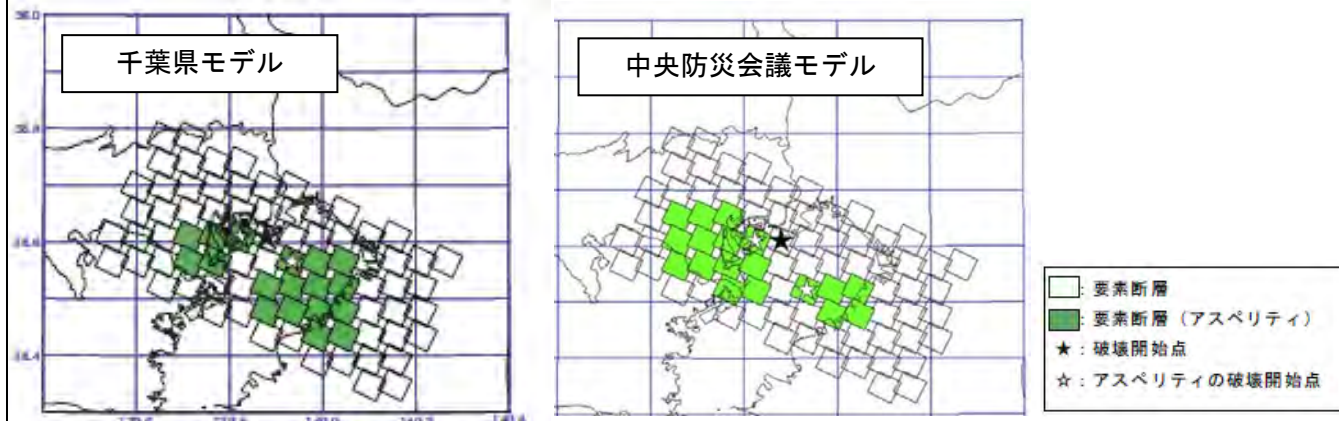 千葉県モデル
中央防災会議モデル
: 要素断層
: 要素断層（アスペリティ）
★ : 破壊開始点
☆ : アスペリティの破壊開始点